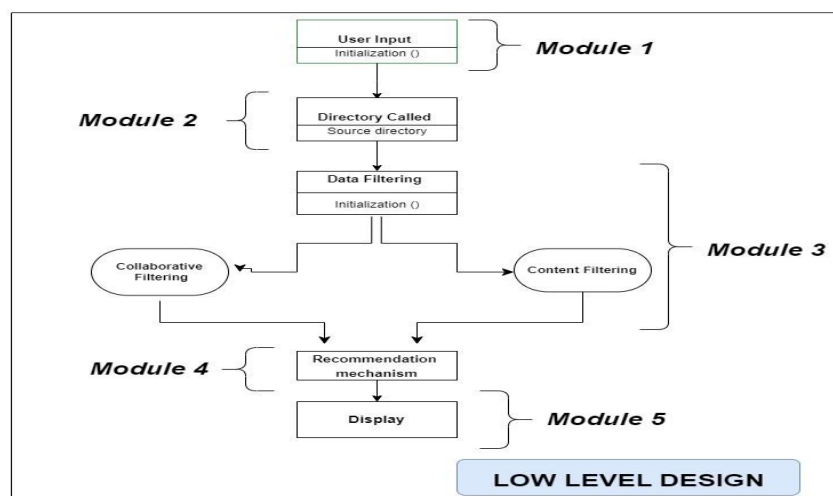 User Input
Initialization ()
Module 1
Directory Called
Source directory
Module 2
Data Filtering
Initialization ()
Collaborative
Filtering
Content Filtering
Module 3
Recommendation
mechanism
Module 4
Display
Module 5
LOW LEVEL DESIGN